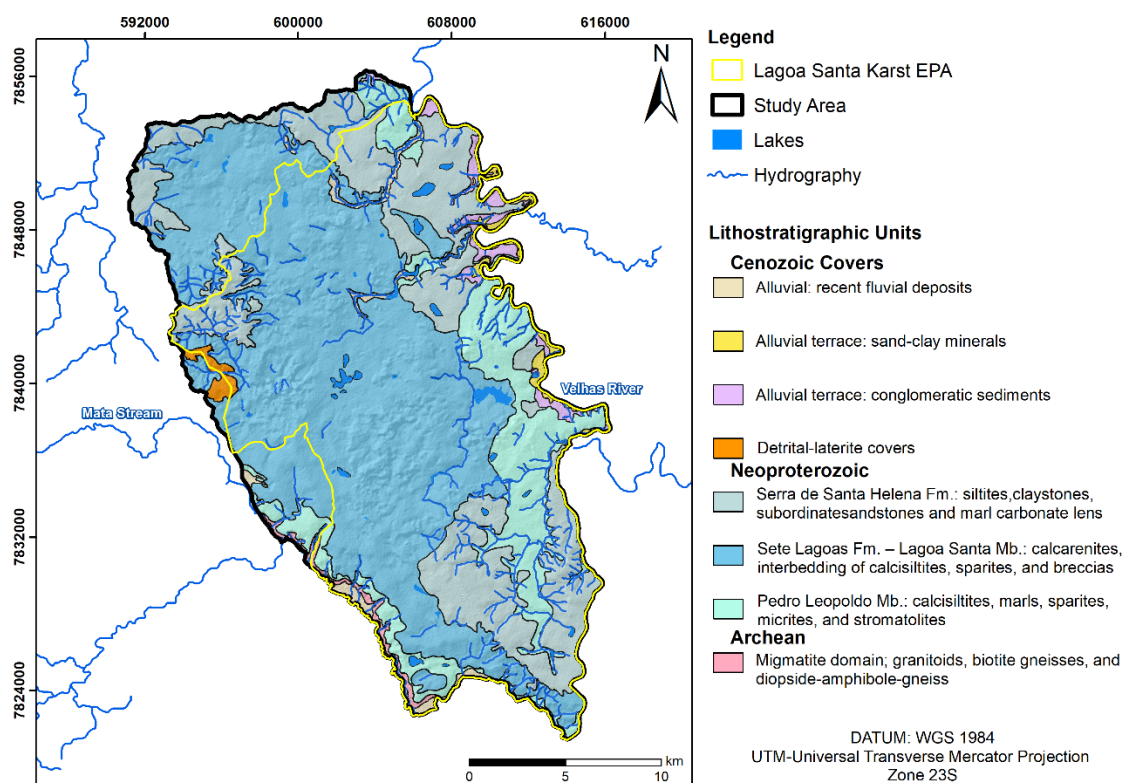 592000 600000 608000 616000
7856000
7848000
7840000
7832000
7824000
N
Mata Stream
Velhas River
km
0 5 10
Legend
Lagoa Santa Karst EPA
Study Area
Lakes
Hydrography
Lithostratigraphic Units
Cenozoic Covers
Alluvial: recent fluvial deposits
Alluvial terrace: sand-clay minerals
Alluvial terrace: conglomeratic sediments
Detrital-laterite covers
Neoproterozoic
Serra de Santa Helena Fm.: siltites,claystones,
subordinatesandstones and marl carbonate lens
Sete Lagoas Fm. – Lagoa Santa Mb.: calcarenites,
interbedding of calcisiltites, sparites, and breccias
Pedro Leopoldo Mb.: calcisiltites, marls, sparites,
micrites, and stromatolites
Archean
Migmatite domain; granitoids, biotite gneisses, and
diopside-amphibole-gneiss
DATUM: WGS 1984
UTM-Universal Transverse Mercator Projection
Zone 23S